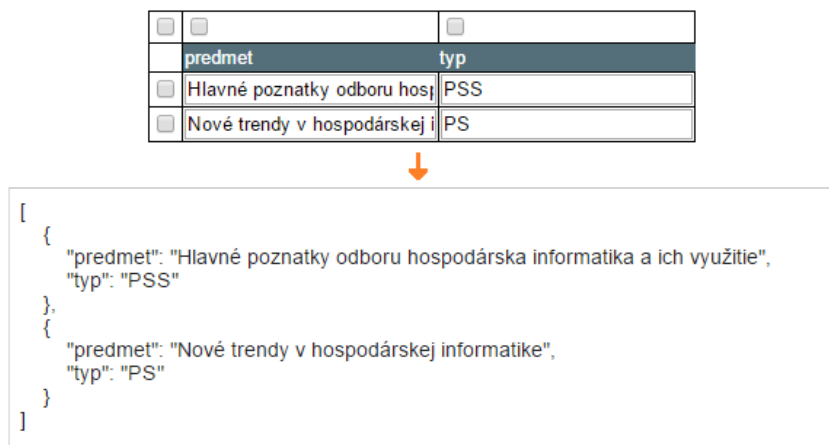 predmet typ
Hlavné poznatky odboru hosp PSS
Nové trendy v hospodárskej i PS
[
{
"predmet": "Hlavné poznatky odboru hospodárska informatika a ich využitie",
"typ": "PSS"
},
{
"predmet": "Nové trendy v hospodárskej informatike",
"typ": "PS"
}
]